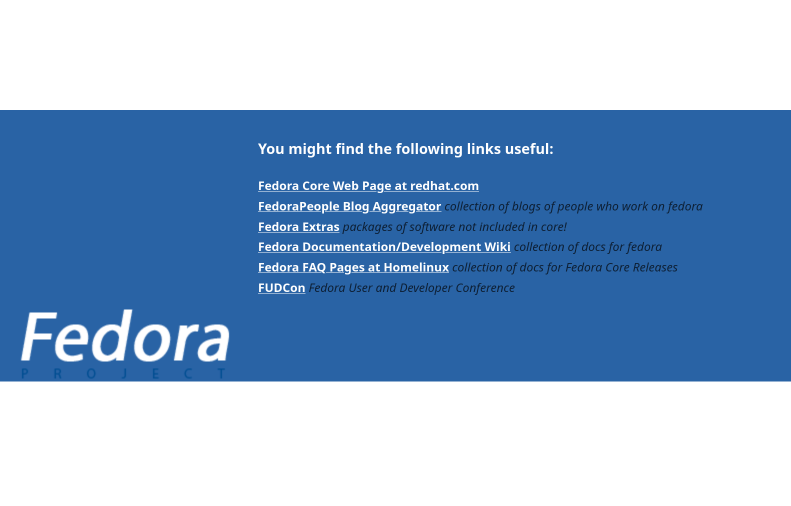 You might find the following links useful:
Fedora Core Web Page at redhat.com
FedoraPeople Blog Aggregator collection of blogs of people who work on fedora
Fedora Extras packages of software not included in core!
Fedora Documentation/Development Wiki collection of docs for fedora
Fedora FAQ Pages at Homelinux collection of docs for Fedora Core Releases
FUDCon Fedora User and Developer Conference
Fedora
PROJECT